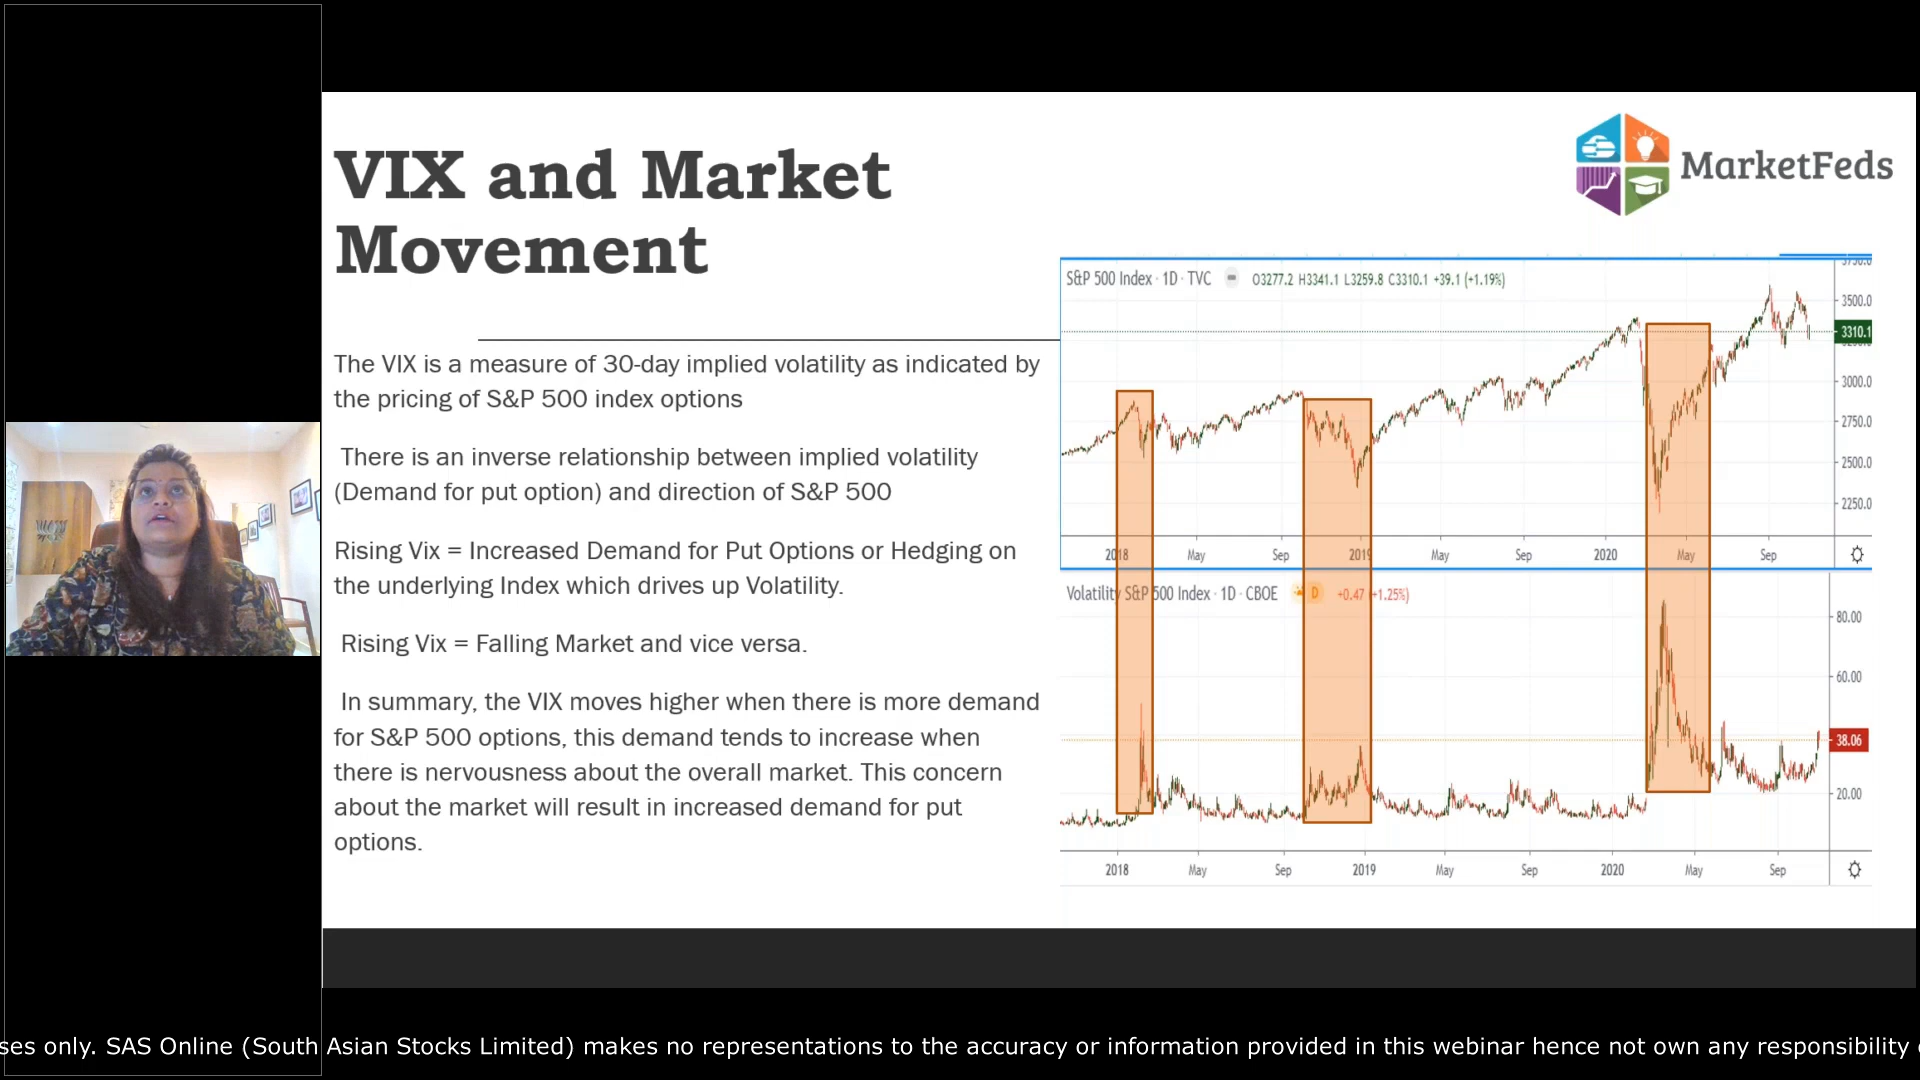 VIX and Market
Movement
MarketFeds
The VIX is a measure of 30-day implied volatility as indicated by
the pricing of S&P 500 index options
There is an inverse relationship between implied volatility
(Demand for put option) and direction of S&P 500
Rising Vix = Increased Demand for Put Options or Hedging on
the underlying Index which drives up Volatility.
Rising Vix = Falling Market and vice versa.
In summary, the VIX moves higher when there is more demand
for S&P 500 options, this demand tends to increase when
there is nervousness about the overall market. This concern
about the market will result in increased demand for put
options.
S&P 500 Index · 1D · TVC O3277.2 H3341.1 L3259.8 C3310.1 +39.1 (+1.19%)
3500.0
3310.1
3000.0
2750.0
2500.0
2250.0
2018 May Sep 2019 May Sep 2020 May Sep
Volatility S&P 500 Index · 1D · CBOE D +0.47 (+1.25%)
80.00
60.00
38.06
20.00
2018 May Sep 2019 May Sep 2020 May Sep
ses only. SAS Online (South Asian Stocks Limited) makes no representations to the accuracy or information provided in this webinar hence not own any responsibility